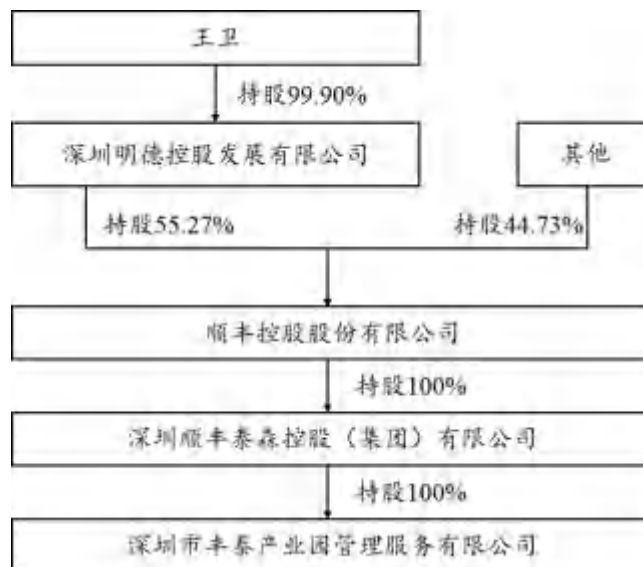 王卫
持股99.90%
深圳明德控股发展有限公司
其他
持股55.27%
持股44.73%
顺丰控股股份有限公司
持股100%
深圳顺丰泰森控股（集团）有限公司
持股100%
深圳市丰泰产业园管理服务有限公司